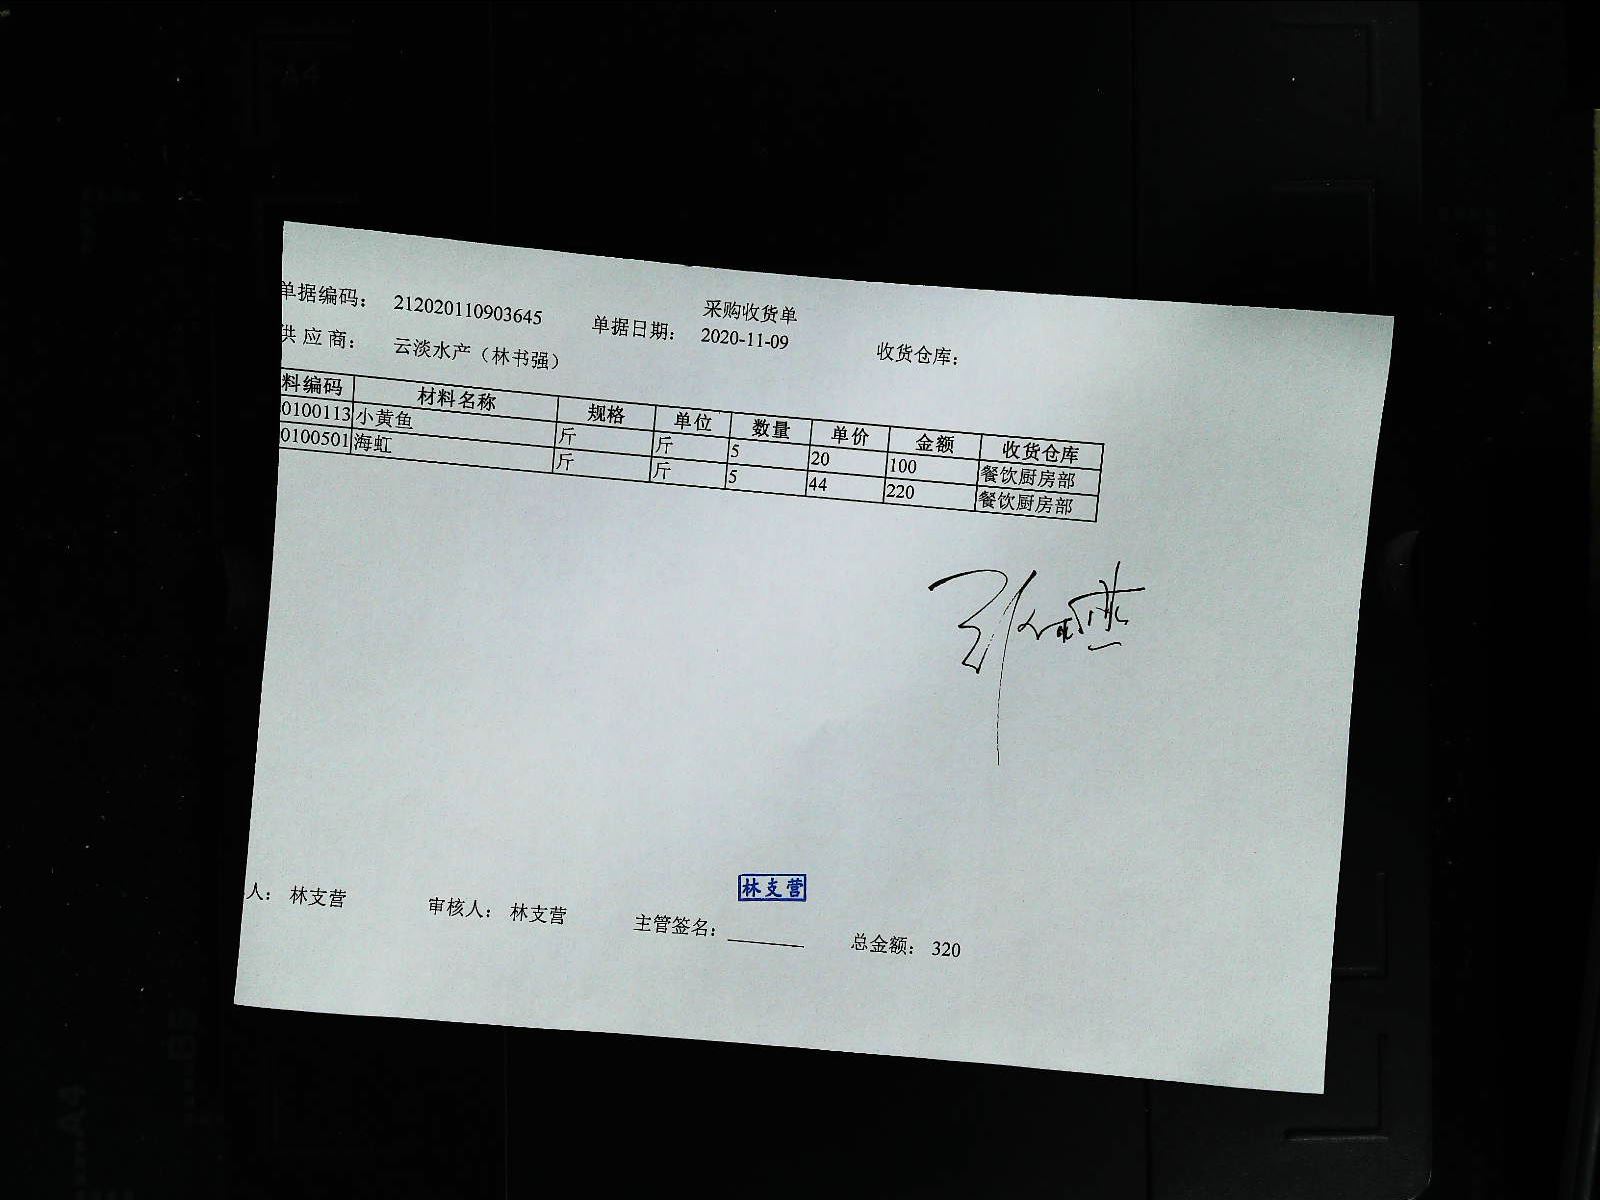 采购收货单
单据编码： 212020110903645 单据日期： 2020-11-09 收货仓库：
供 应 商： 云淡水产（林书强）
料编码 材料名称 规格 单位 数量 单价 金额 收货仓库
0100113 小黄鱼 斤 斤 5 20 100 餐饮厨房部
0100501 海虹 斤 斤 5 44 220 餐饮厨房部
林支营
人： 林支营 审核人： 林支营 主管签名： 总金额： 320